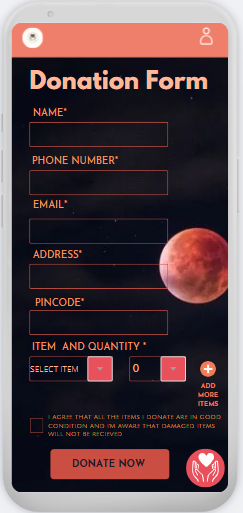 Donation Form
NAME*
PHONE NUMBER*
EMAIL*
ADDRESS*
PINCODE*
ITEM AND QUANTITY *
SELECT ITEM
0
ADD
MORE
ITEMS
I AGREE THAT ALL THE ITEMS I DONATE ARE IN GOOD
CONDITION AND I'M AWARE THAT DAMAGED ITEMS
WILL NOT BE RECIEVED
DONATE NOW